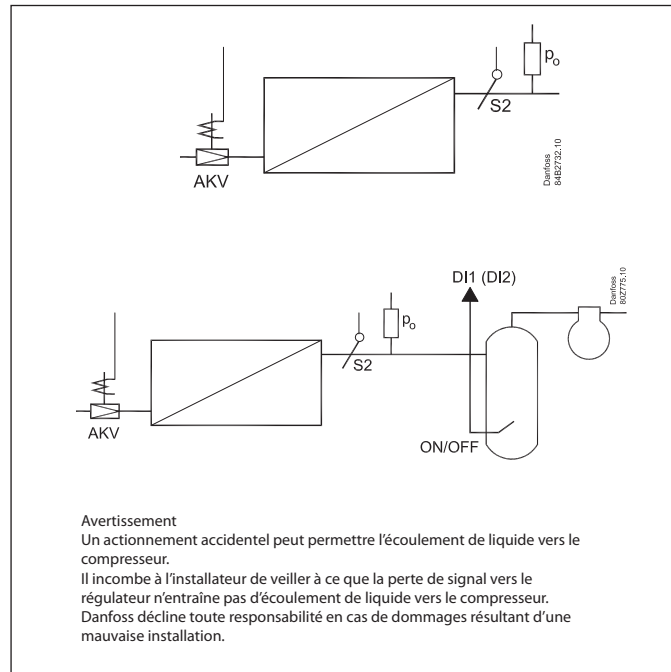 p₀
S2
AKV
Danfoss
84B2732.10
DI1 (DI2)
Danfoss
80Z775.10
p₀
S2
AKV
ON/OFF
Avertissement
Un actionnement accidentel peut permettre l’écoulement de liquide vers le
compresseur.
Il incombe à l’installateur de veiller à ce que la perte de signal vers le
régulateur n’entraîne pas d’écoulement de liquide vers le compresseur.
Danfoss décline toute responsabilité en cas de dommages résultant d’une
mauvaise installation.